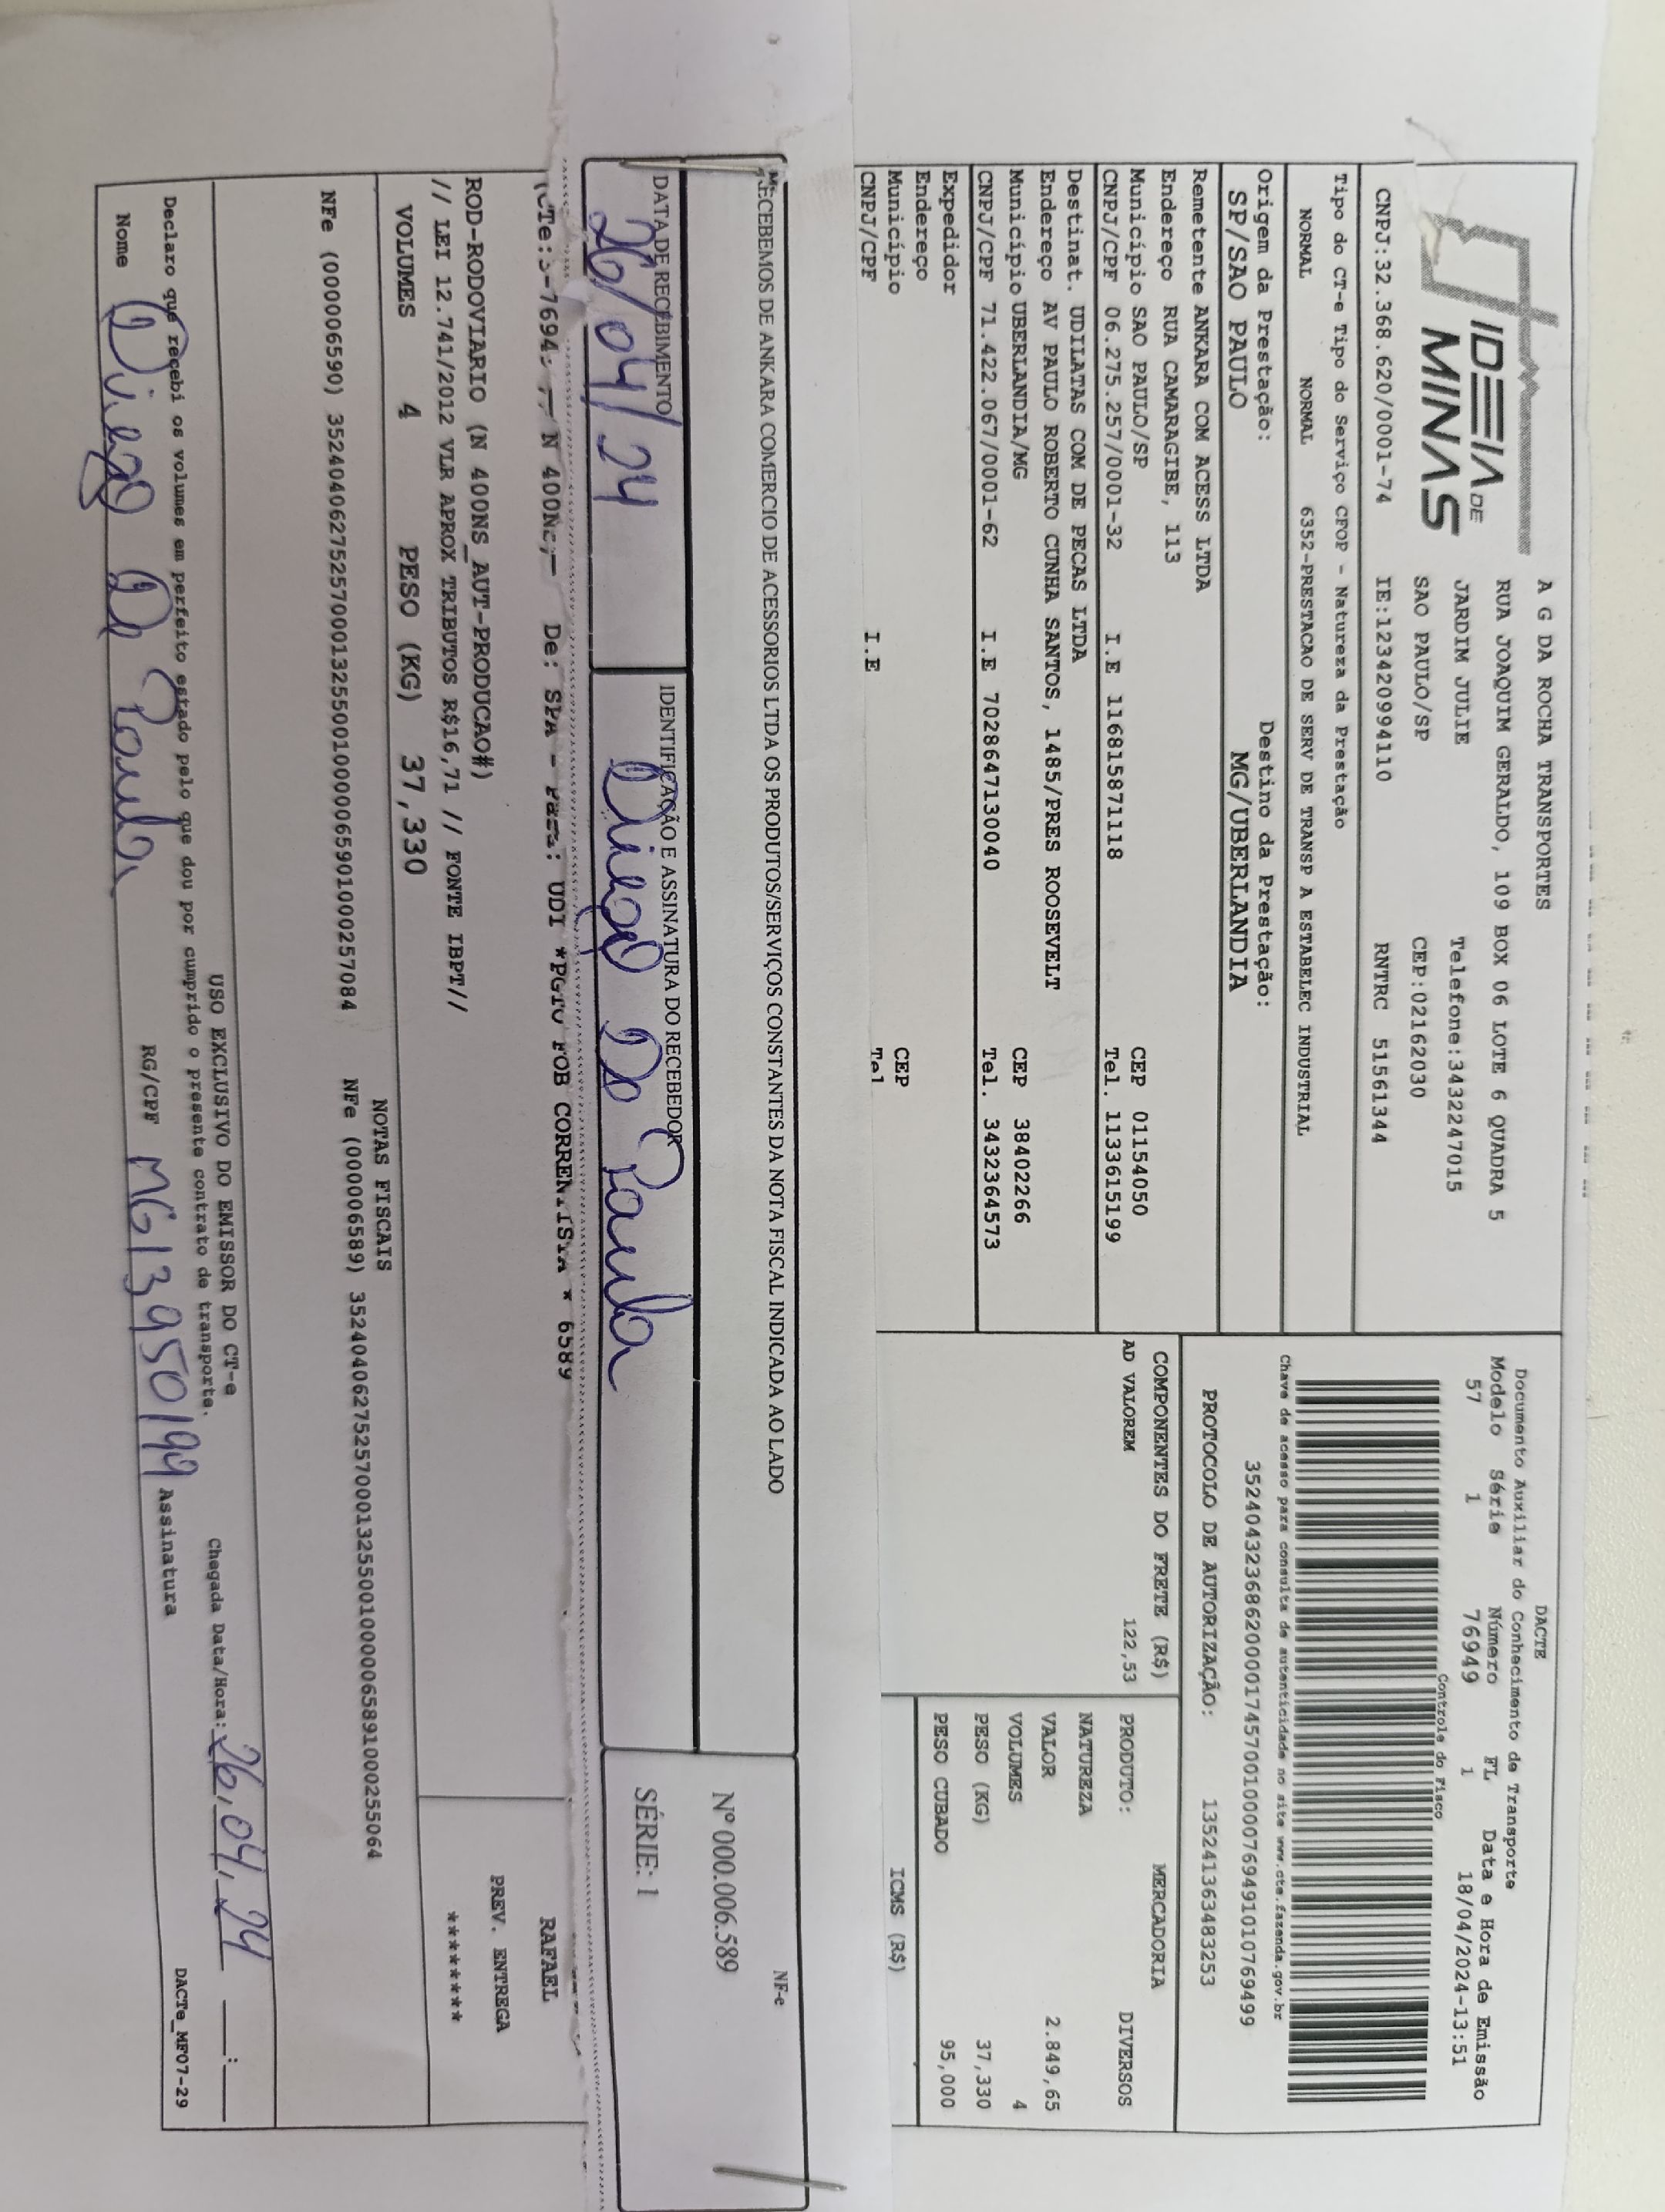 IDEIA DE
MINAS
A G DA ROCHA TRANSPORTES
RUA JOAQUIM GERALDO, 109 BOX 06 LOTE 6 QUADRA 5
JARDIM JULIE Telefone:3432247015
SAO PAULO/SP CEP:02162030
CNPJ:32.368.620/0001-74 IE:123420994110 RNTRC 51561344
Tipo do CT-e Tipo do Serviço CFOP - Natureza da Prestação
NORMAL NORMAL 6352-PRESTACAO DE SERV DE TRANSP A ESTABELEC INDUSTRIAL
Origem da Prestação: Destino da Prestação:
SP/SAO PAULO MG/UBERLANDIA
Remetente ANKARA COM ACESS LTDA
Endereço RUA CAMARAGIBE, 113
Município SAO PAULO/SP CEP 01154050
CNPJ/CPF 06.275.257/0001-32 I.E 116815871118 Tel. 1133615199
Destinat. UDILATAS COM DE PECAS LTDA
Endereço AV PAULO ROBERTO CUNHA SANTOS, 1485/PRES ROOSEVELT
Município UBERLANDIA/MG CEP 38402266
CNPJ/CPF 71.422.067/0001-62 I.E 7028647130040 Tel. 3432364573
Expedidor
Endereço
Município CEP
CNPJ/CPF I.E Tel
DACTE
Documento Auxiliar do Conhecimento de Transporte
Modelo Série Número FL Data e Hora de Emissão
57 1 76949 1 18/04/2024-13:51
Controle do Fisco
Chave de acesso para consulta de autenticidade no site www.cte.fazenda.gov.br
35240432368620000174570010000769491010769499
PROTOCOLO DE AUTORIZAÇÃO: 135241363483253
COMPONENTES DO FRETE (R$)
AD VALOREM 122,53
MERCADORIA
PRODUTO: DIVERSOS
NATUREZA
VALOR 2.849,65
VOLUMES 4
PESO (KG) 37,330
PESO CUBADO 95,000
ICMS (R$)
RECEBEMOS DE ANKARA COMERCIO DE ACESSORIOS LTDA OS PRODUTOS/SERVIÇOS CONSTANTES DA NOTA FISCAL INDICADA AO LADO
NF-e
Nº 000.006.589
SÉRIE: 1
DATA DE RECEBIMENTO IDENTIFICAÇÃO E ASSINATURA DO RECEBEDOR
26/04/24 Diego De Paula
De: SPA - Para: UDI *PGTO FOB CORRENTISTA * 6589
RAFAEL
ROD-RODOVIARIO (N 400NS_AUT-PRODUCAO#)
// LEI 12.741/2012 VLR APROX TRIBUTOS R$16,71 // FONTE IBPT//
PREV. ENTREGA
********
VOLUMES 4 PESO (KG) 37,330
NOTAS FISCAIS
NFe (000006590) 35240406275257000132550010000065901000257084 NFe (000006589) 35240406275257000132550010000065891000255064
USO EXCLUSIVO DO EMISSOR DO CT-e
Declaro que recebi os volumes em perfeito estado pelo que dou por cumprido o presente contrato de transporte. Chegada Data/Hora: 26,04,24 ___:___
Nome Diego De Paula RG/CPF MG13950199 Assinatura
DACTe_MF07-29